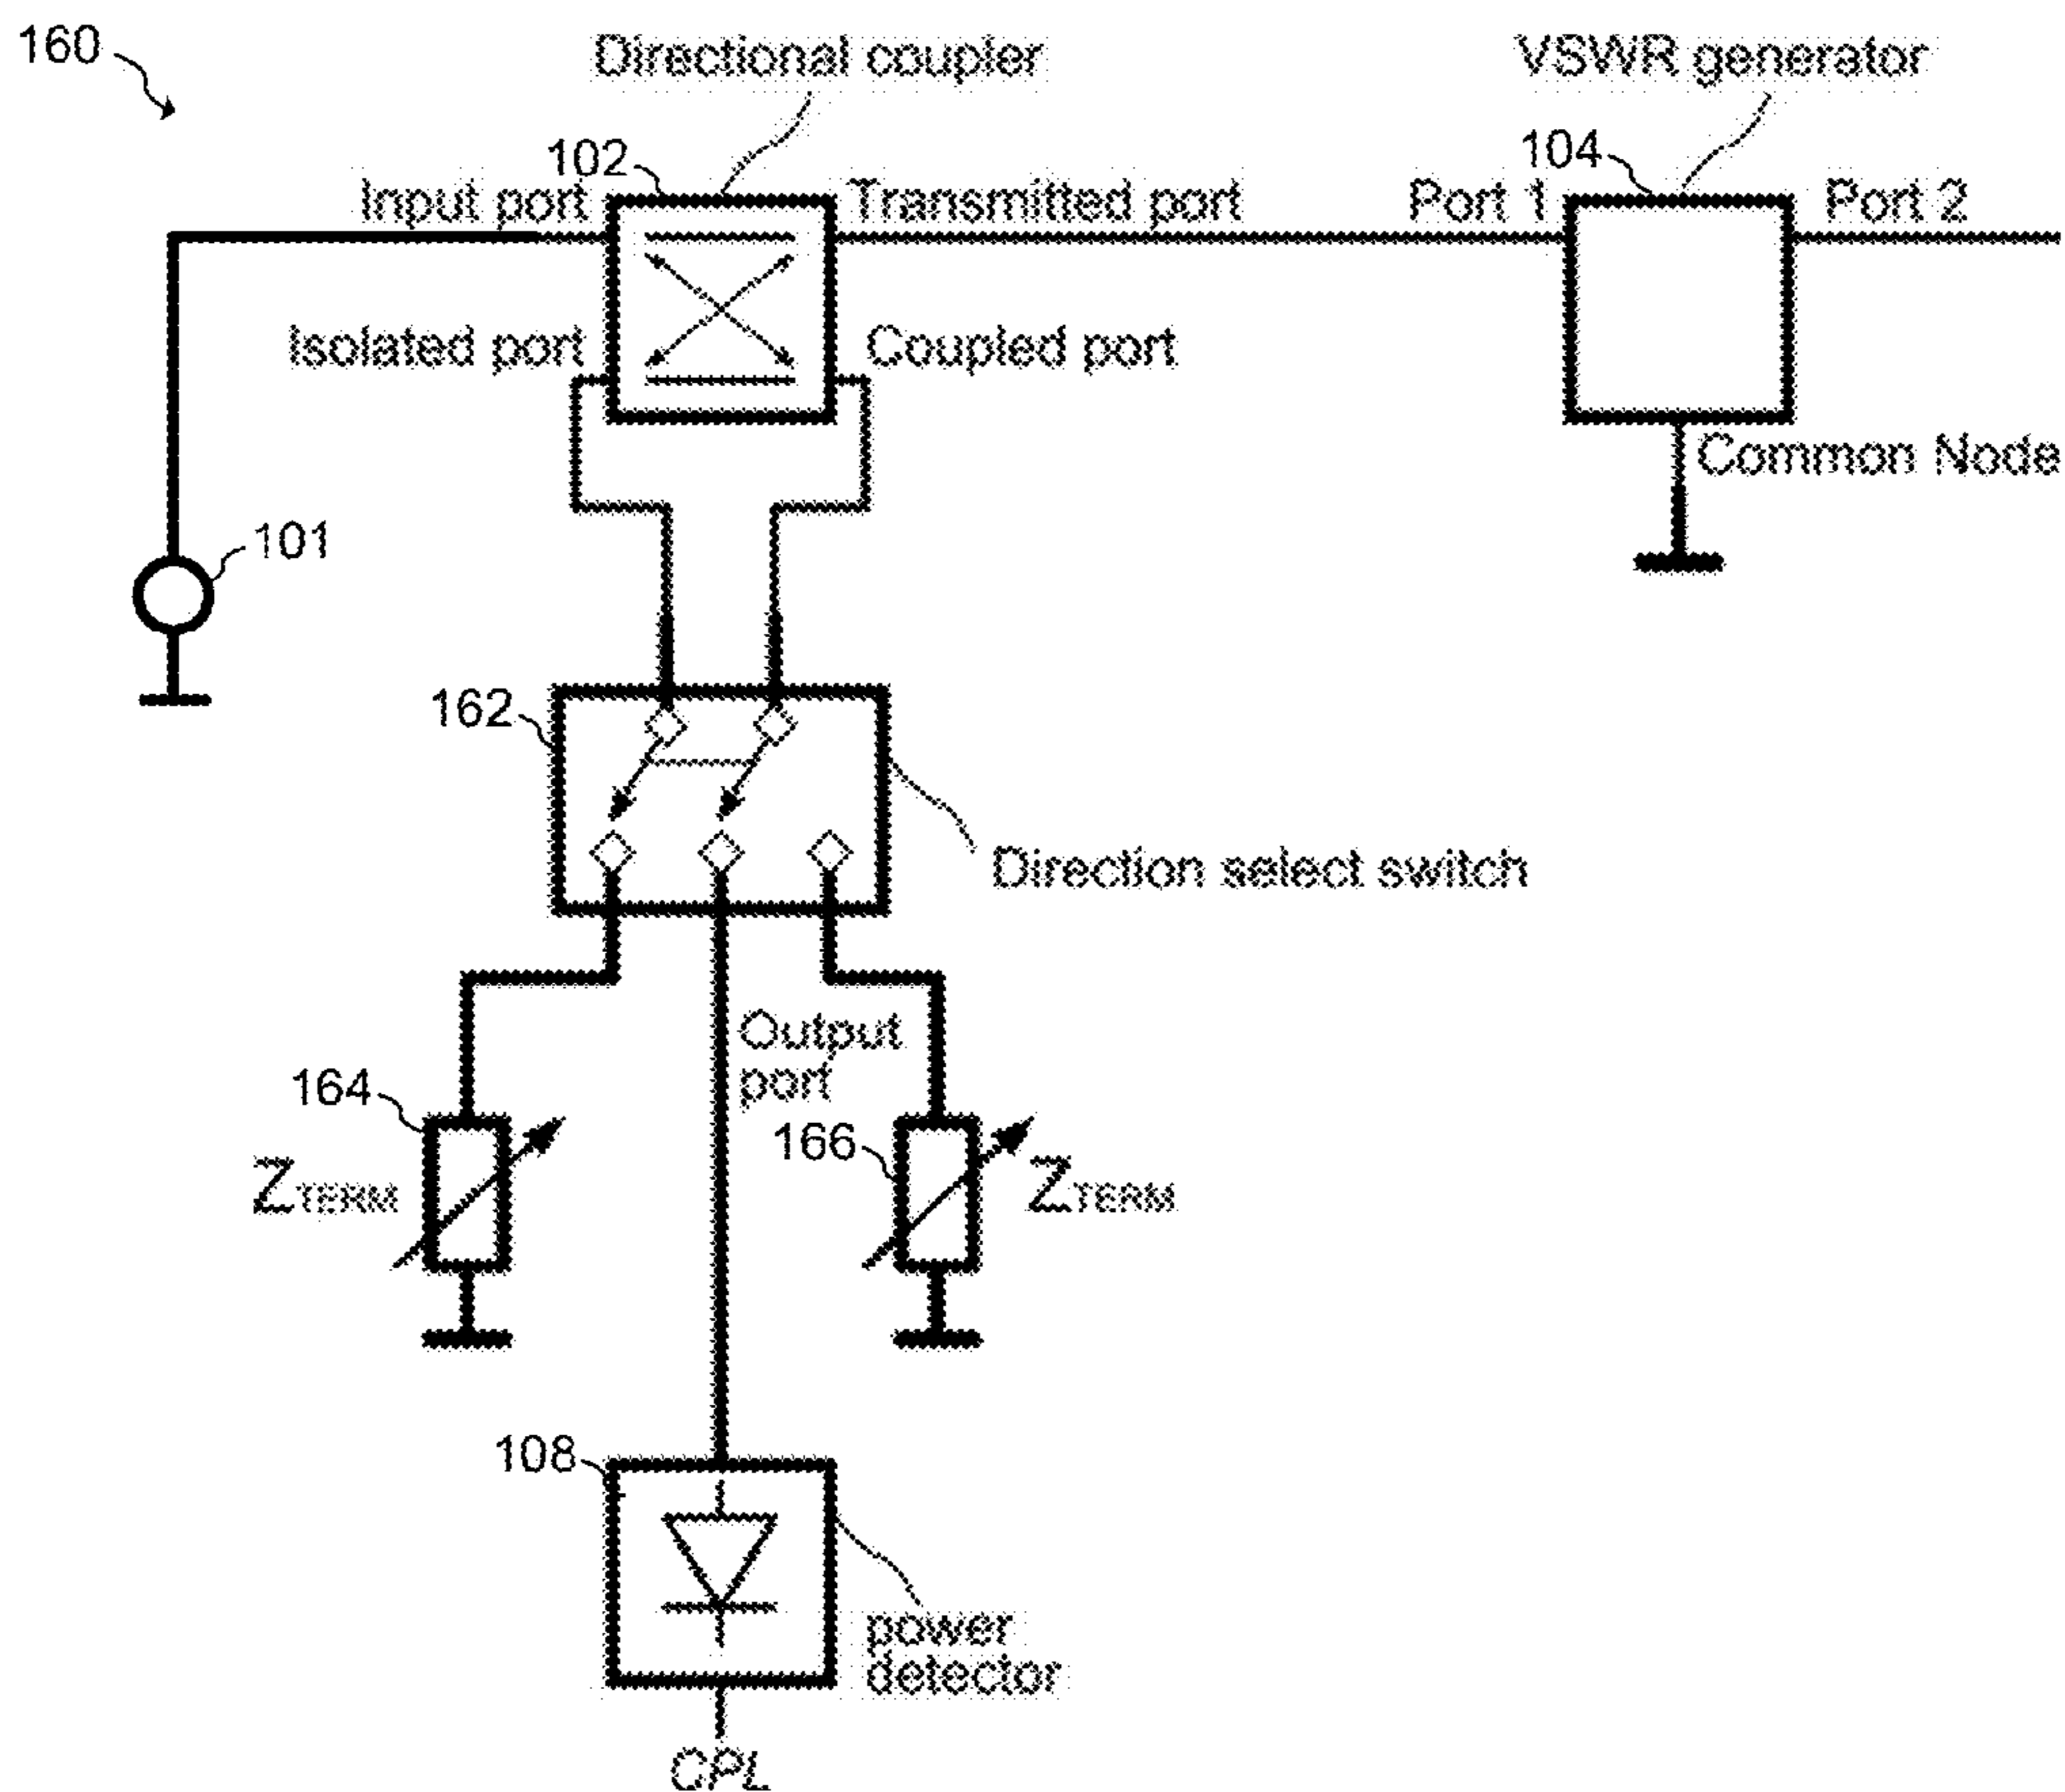 160
Directional coupler
VSWR generator
102
104
Input port
Transmitted port
Port 1
Port 2
Isolated port
Coupled port
Common Node
101
162
Direction select switch
Output
port
164
166
ZTERM
ZTERM
108
power
detector
CPL